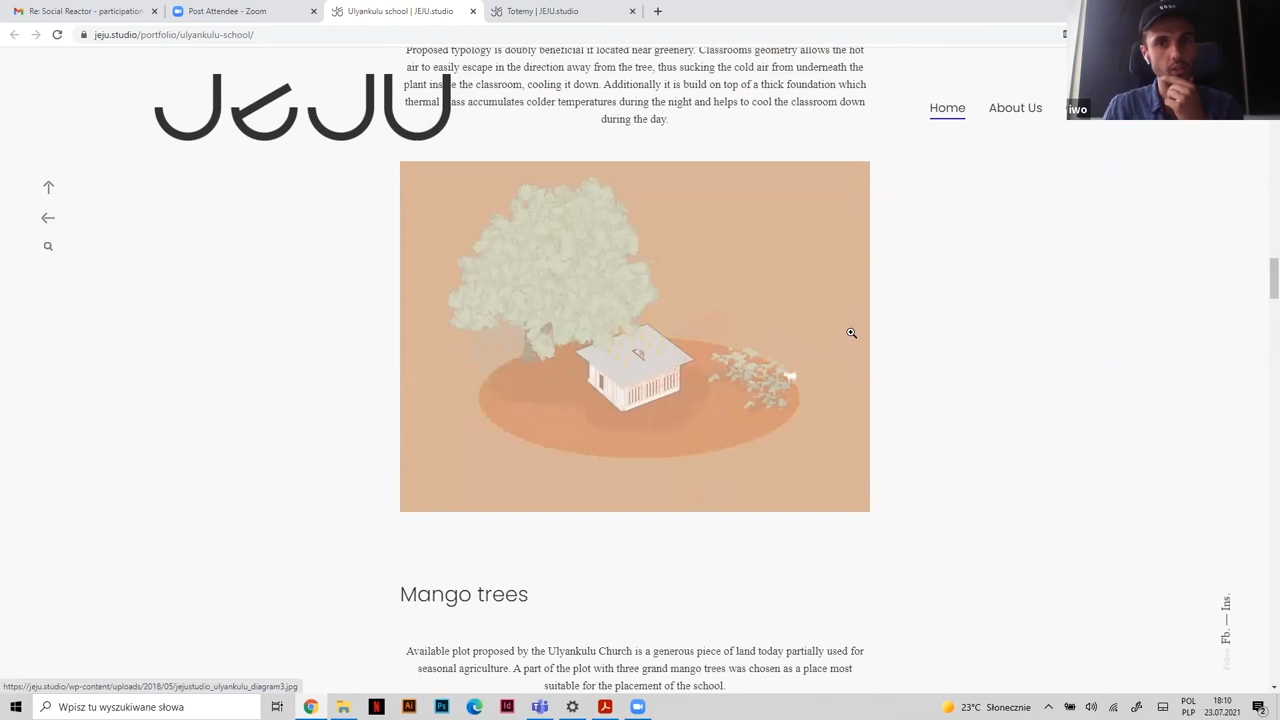 Re: Social Reactor - participation
Post Attendee - Zoom
Ulyankulu school | JEJU.studio
Totemy | JEJU.studio
jeju.studio/portfolio/ulyankulu-school/
Proposed typology is doubly beneficial if located near greenery. Classrooms geometry allows the hot
air to easily escape in the direction away from the tree, thus sucking the cold air from underneath the
plant inside the classroom, cooling it down. Additionally it is build on top of a thick foundation which
thermal mass accumulates colder temperatures during the night and helps to cool the classroom down
during the day.
JEJU
Home
About Us
iwo
Mango trees
Available plot proposed by the Ulyankulu Church is a generous piece of land today partially used for
seasonal agriculture. A part of the plot with three grand mango trees was chosen as a place most
suitable for the placement of the school.
Follow Fb. — Ins.
https://jeju.studio/wp-content/uploads/2018/05/jejustudio_ulyankulu_diagram3.jpg
Wpisz tu wyszukiwane słowa
23°C Słonecznie
POL
PLP
18:10
23.07.2021